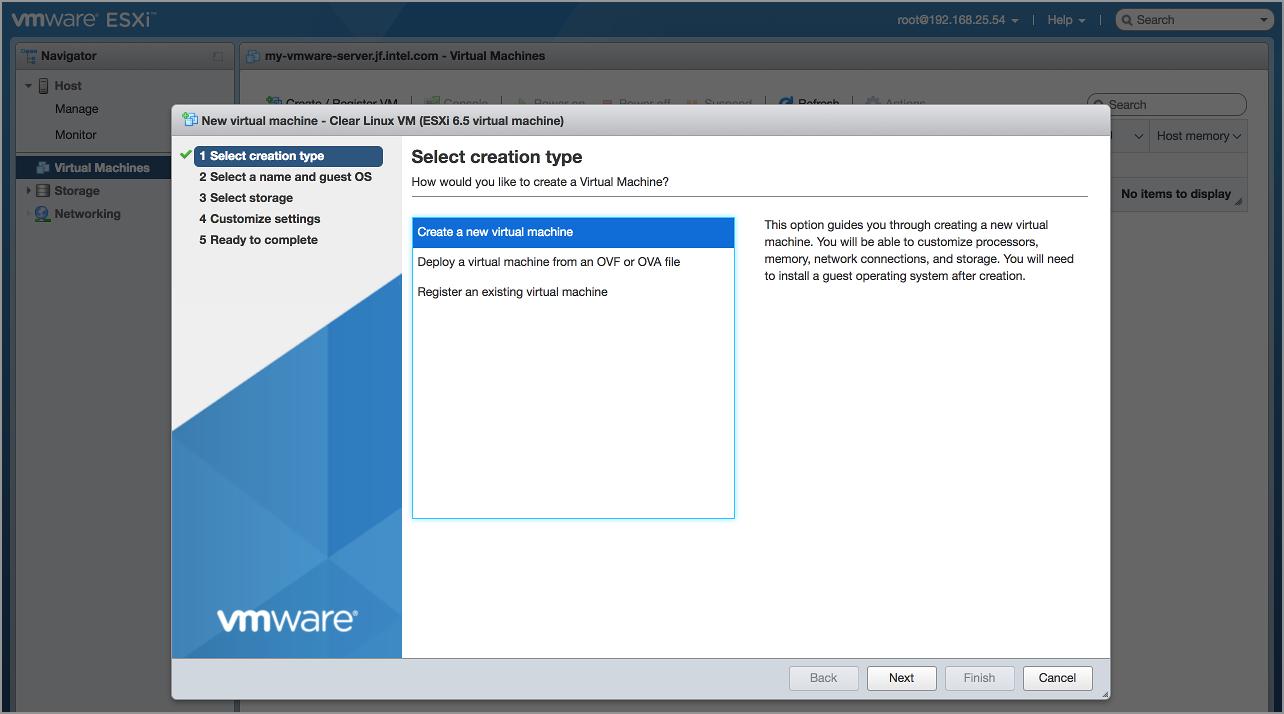 vmware ESXi™
root@192.168.25.54 | Help | Search
Navigator
my-vmware-server.jf.intel.com - Virtual Machines
Host
Manage
Monitor
Virtual Machines
Storage
Networking
Create / Register VM | Console | Power on Power off Suspend | Refresh | Actions
Search
Host memory
No items to display
New virtual machine - Clear Linux VM (ESXi 6.5 virtual machine)
1 Select creation type
2 Select a name and guest OS
3 Select storage
4 Customize settings
5 Ready to complete
vmware®
Select creation type
How would you like to create a Virtual Machine?
Create a new virtual machine
Deploy a virtual machine from an OVF or OVA file
Register an existing virtual machine
This option guides you through creating a new virtual
machine. You will be able to customize processors,
memory, network connections, and storage. You will need
to install a guest operating system after creation.
Back
Next
Finish
Cancel